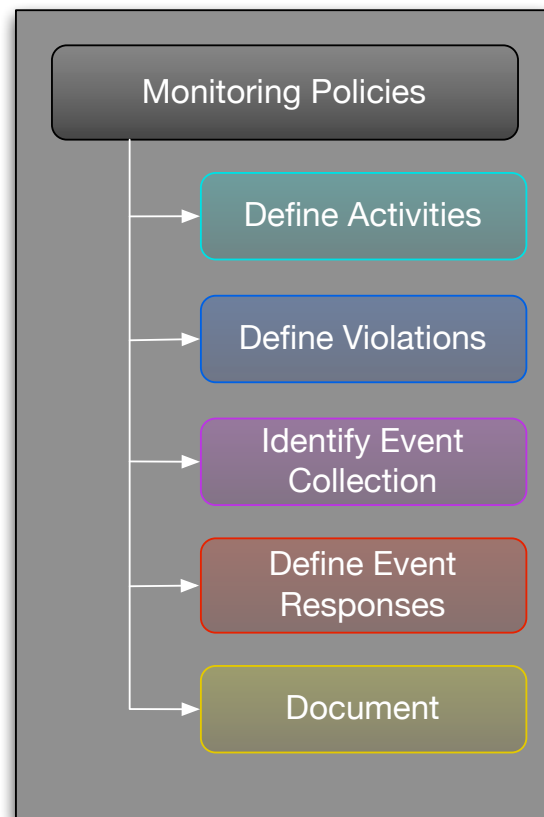 Monitoring Policies
Define Activities
Define Violations
Identify Event
Collection
Define Event
Responses
Document